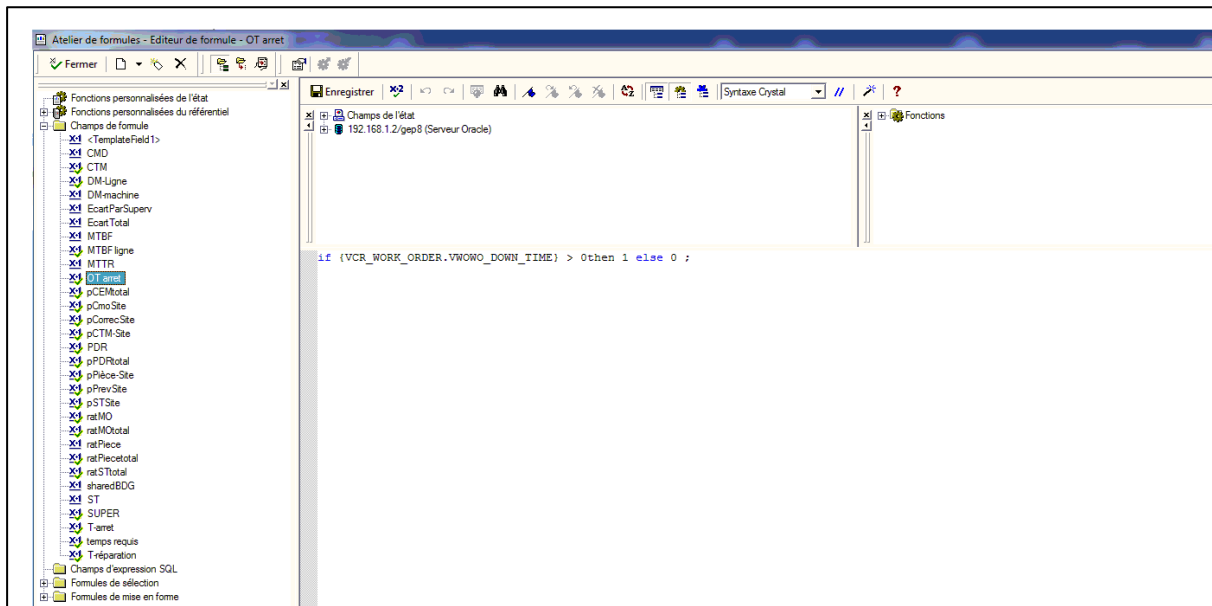 Atelier de formules - Editeur de formule - OT arret
Fermer
Fonctions personnalisées de l'état
Fonctions personnalisées du référentiel
Champs de formule
<TemplateField1>
CMD
CTM
DM-Ligne
DM-machine
EcartParSuperv
EcartTotal
MTBF
MTBF ligne
MTTR
OT arret
pCEMtotal
pCmoSite
pCorrecSite
pCTM-Site
PDR
pPDRtotal
pPièce-Site
pPrevSite
pSTSite
ratMO
ratMOtotal
ratPiece
ratPiecetotal
ratSTtotal
sharedBDG
ST
SUPER
T-arret
temps requis
T-réparation
Champs d'expression SQL
Formules de sélection
Formules de mise en forme
Enregistrer Syntaxe Crystal
Champs de l'état
192.168.1.2/gep8 (Serveur Oracle)
Fonctions
if {VCR_WORK_ORDER.VWOWO_DOWN_TIME} > 0then 1 else 0 ;